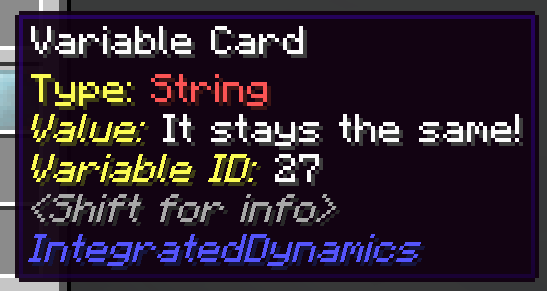 Variable Card
Type: String
Value: It stays the same!
Variable ID: 27
<Shift for info>
IntegratedDynamics